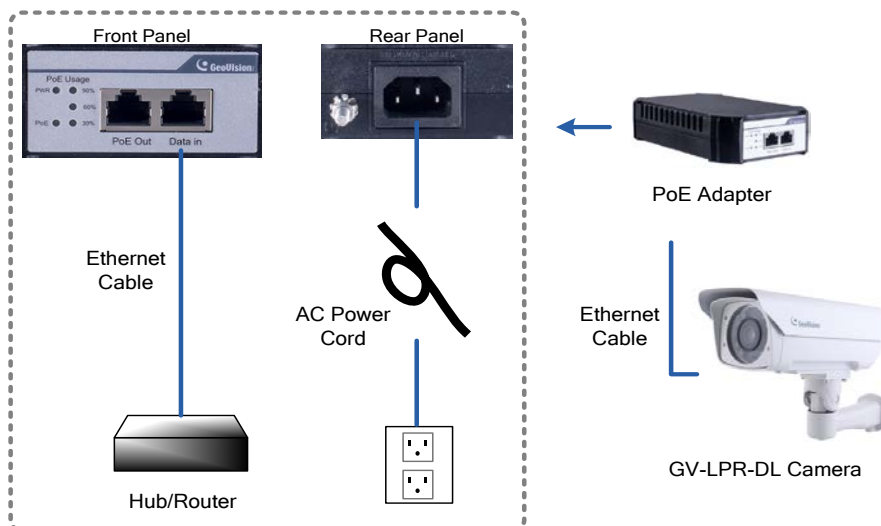 Front Panel
Rear Panel
GeoVision
PoE Usage
PWR
90%
60%
PoE
30%
PoE Out
Data in
PoE Adapter
Ethernet
Cable
AC Power
Cord
Ethernet
Cable
GeoVision
Hub/Router
GV-LPR-DL Camera